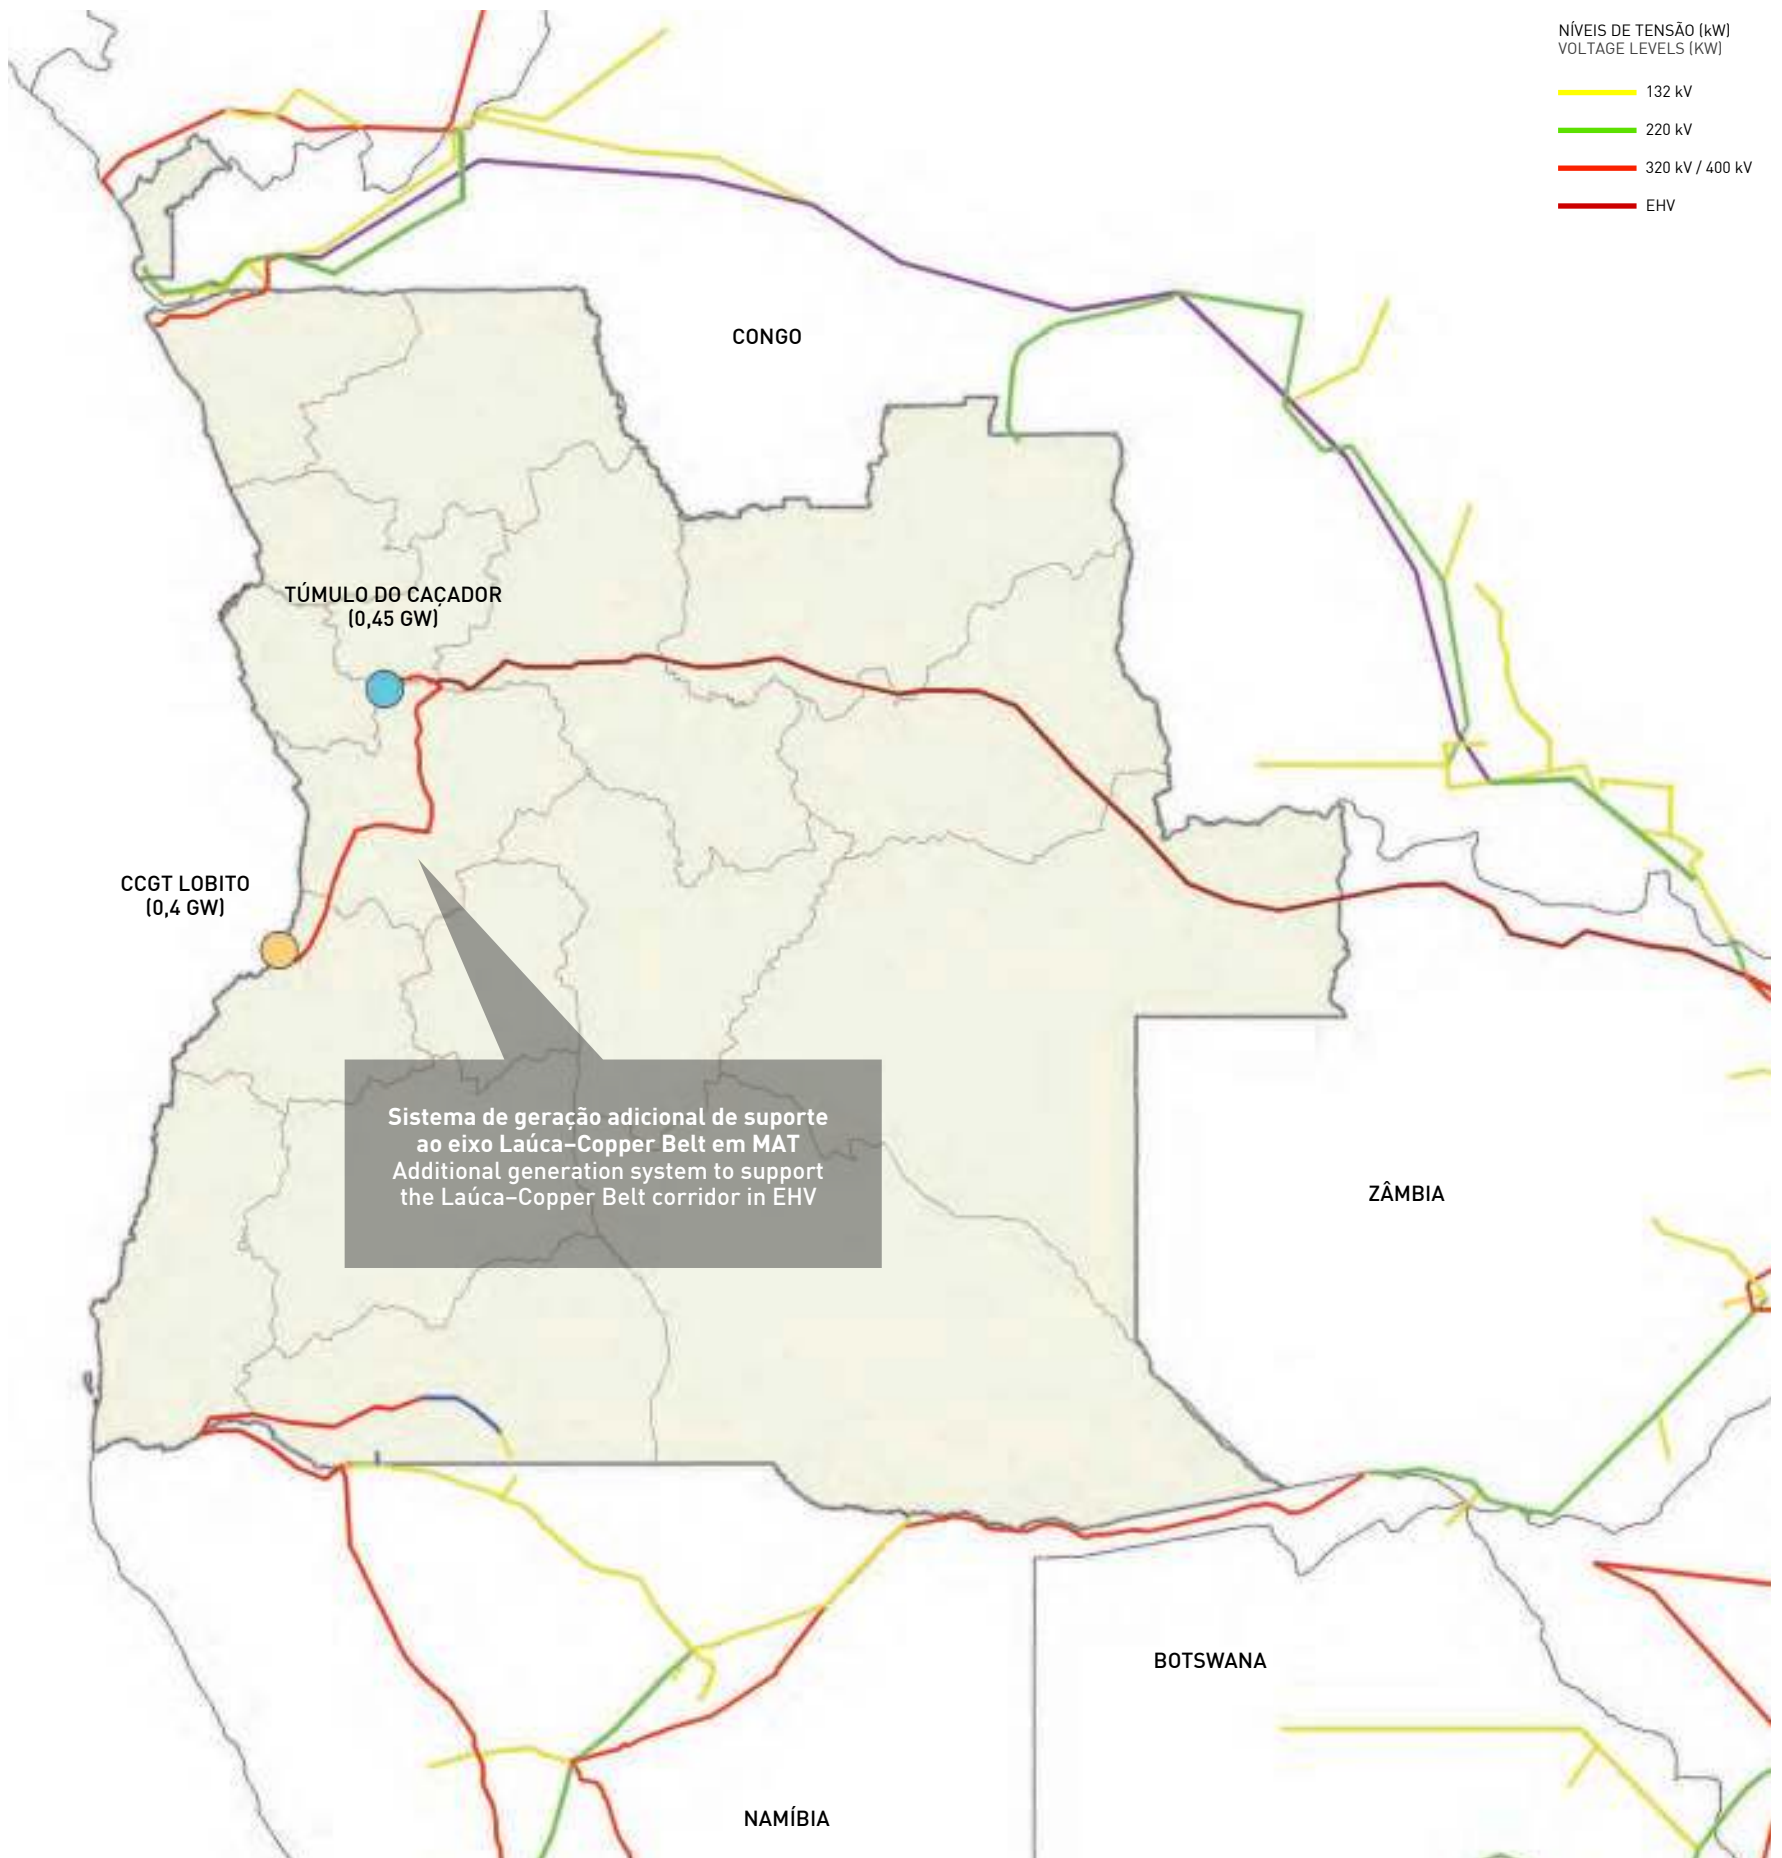 NÍVEIS DE TENSÃO (kW)
VOLTAGE LEVELS (KW)
132 kV
220 kV
320 kV / 400 kV
EHV
CONGO
TÚMULO DO CAÇADOR
(0,45 GW)
CCGT LOBITO
(0,4 GW)
Sistema de geração adicional de suporte
ao eixo Laúca–Copper Belt em MAT
Additional generation system to support
the Laúca–Copper Belt corridor in EHV
ZÂMBIA
BOTSWANA
NAMÍBIA